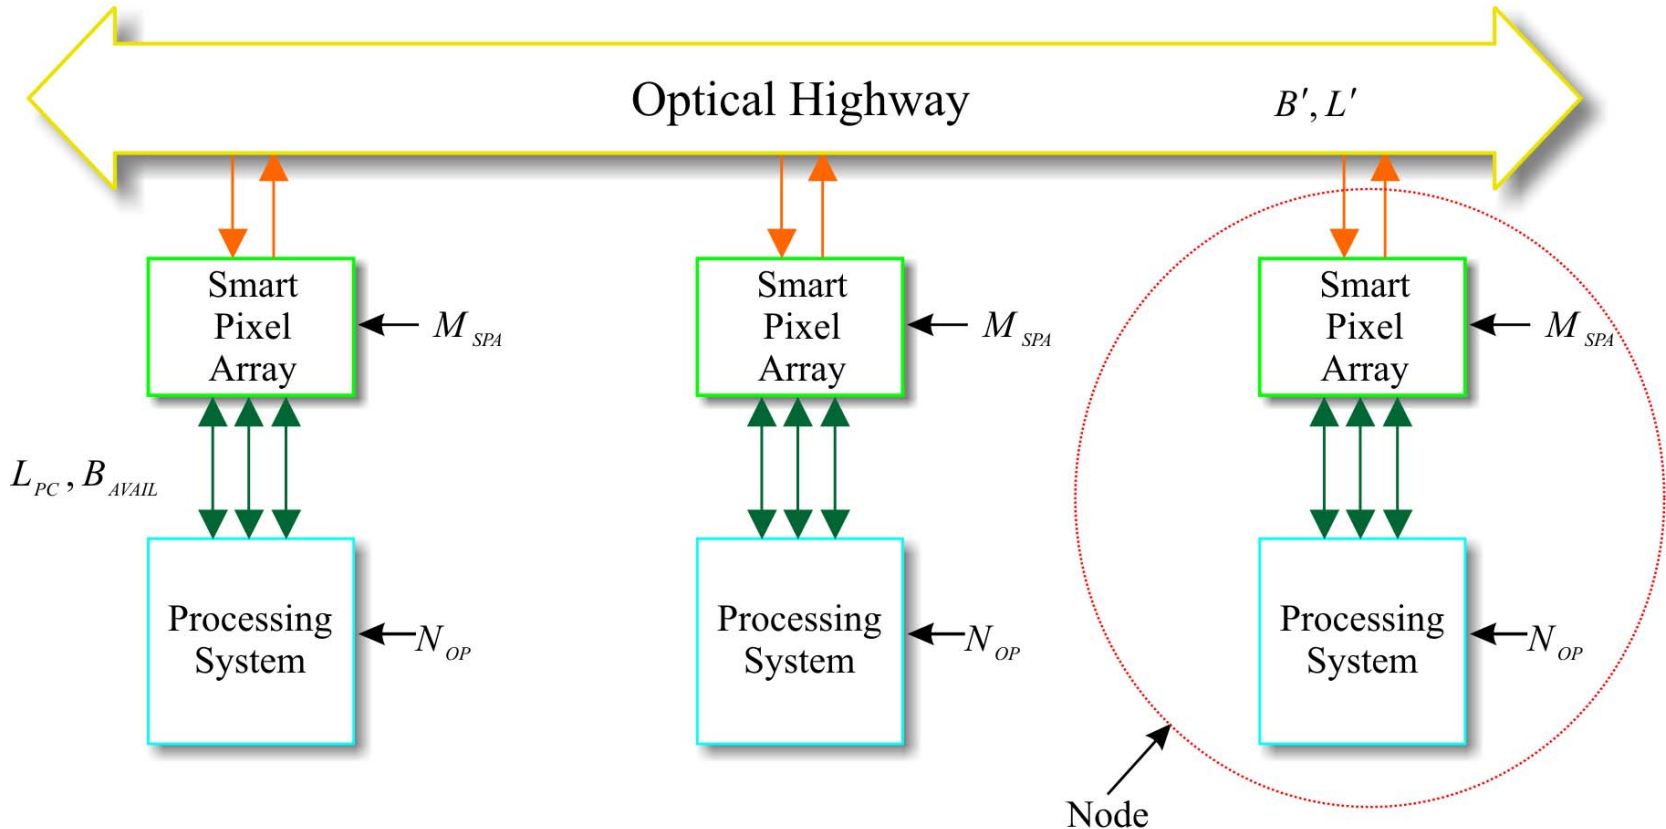 Optical Highway
B', L'
Smart
Pixel
Array
M SPA
Smart
Pixel
Array
M SPA
Smart
Pixel
Array
M SPA
L PC , B AVAIL
Processing
System
N OP
Processing
System
N OP
Processing
System
N OP
Node